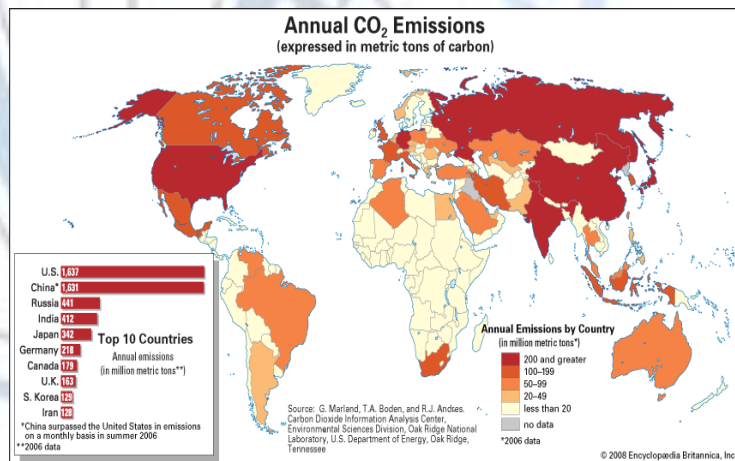 Annual CO₂ Emissions
(expressed in metric tons of carbon)
U.S. 1,637
China* 1,631
Russia 441
India 412
Japan 342
Germany 218
Canada 179
U.K. 163
S. Korea 129
Iran 128
Top 10 Countries
Annual emissions
(in million metric tons**)
*China surpassed the United States in emissions
on a monthly basis in summer 2006
**2006 data
Source: G. Marland, T.A. Boden, and R.J. Andres.
Carbon Dioxide Information Analysis Center,
Environmental Sciences Division, Oak Ridge National
Laboratory, U.S. Department of Energy, Oak Ridge,
Tennessee
Annual Emissions by Country
(in million metric tons*)
200 and greater
100–199
50–99
20–49
less than 20
no data
*2006 data
© 2008 Encyclopædia Britannica, Inc